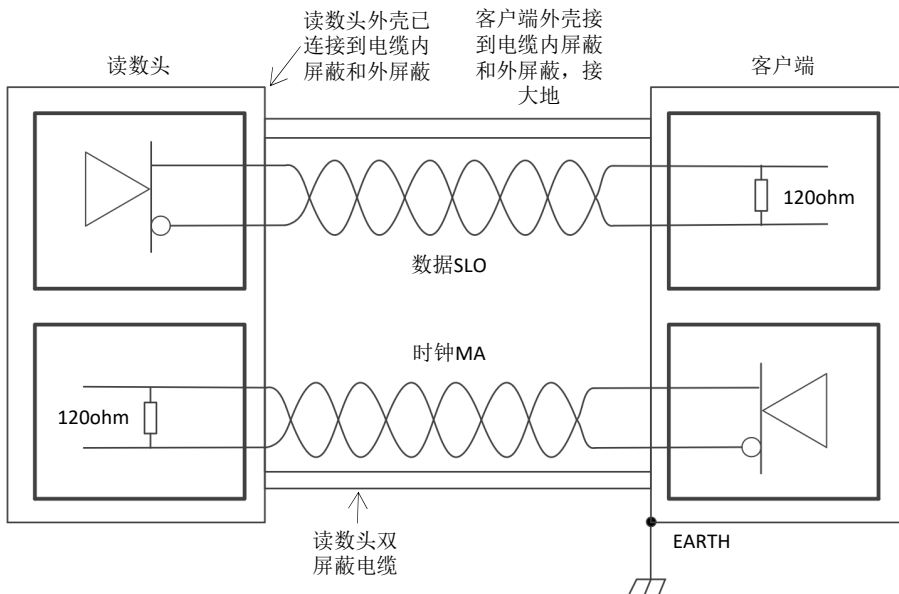 读数头外壳已
连接到电缆内
屏蔽和外屏蔽
客户端外壳接
到电缆内屏蔽
和外屏蔽，接
大地
读数头
客户端
120ohm
数据SLO
时钟MA
120ohm
读数头双
屏蔽电缆
EARTH